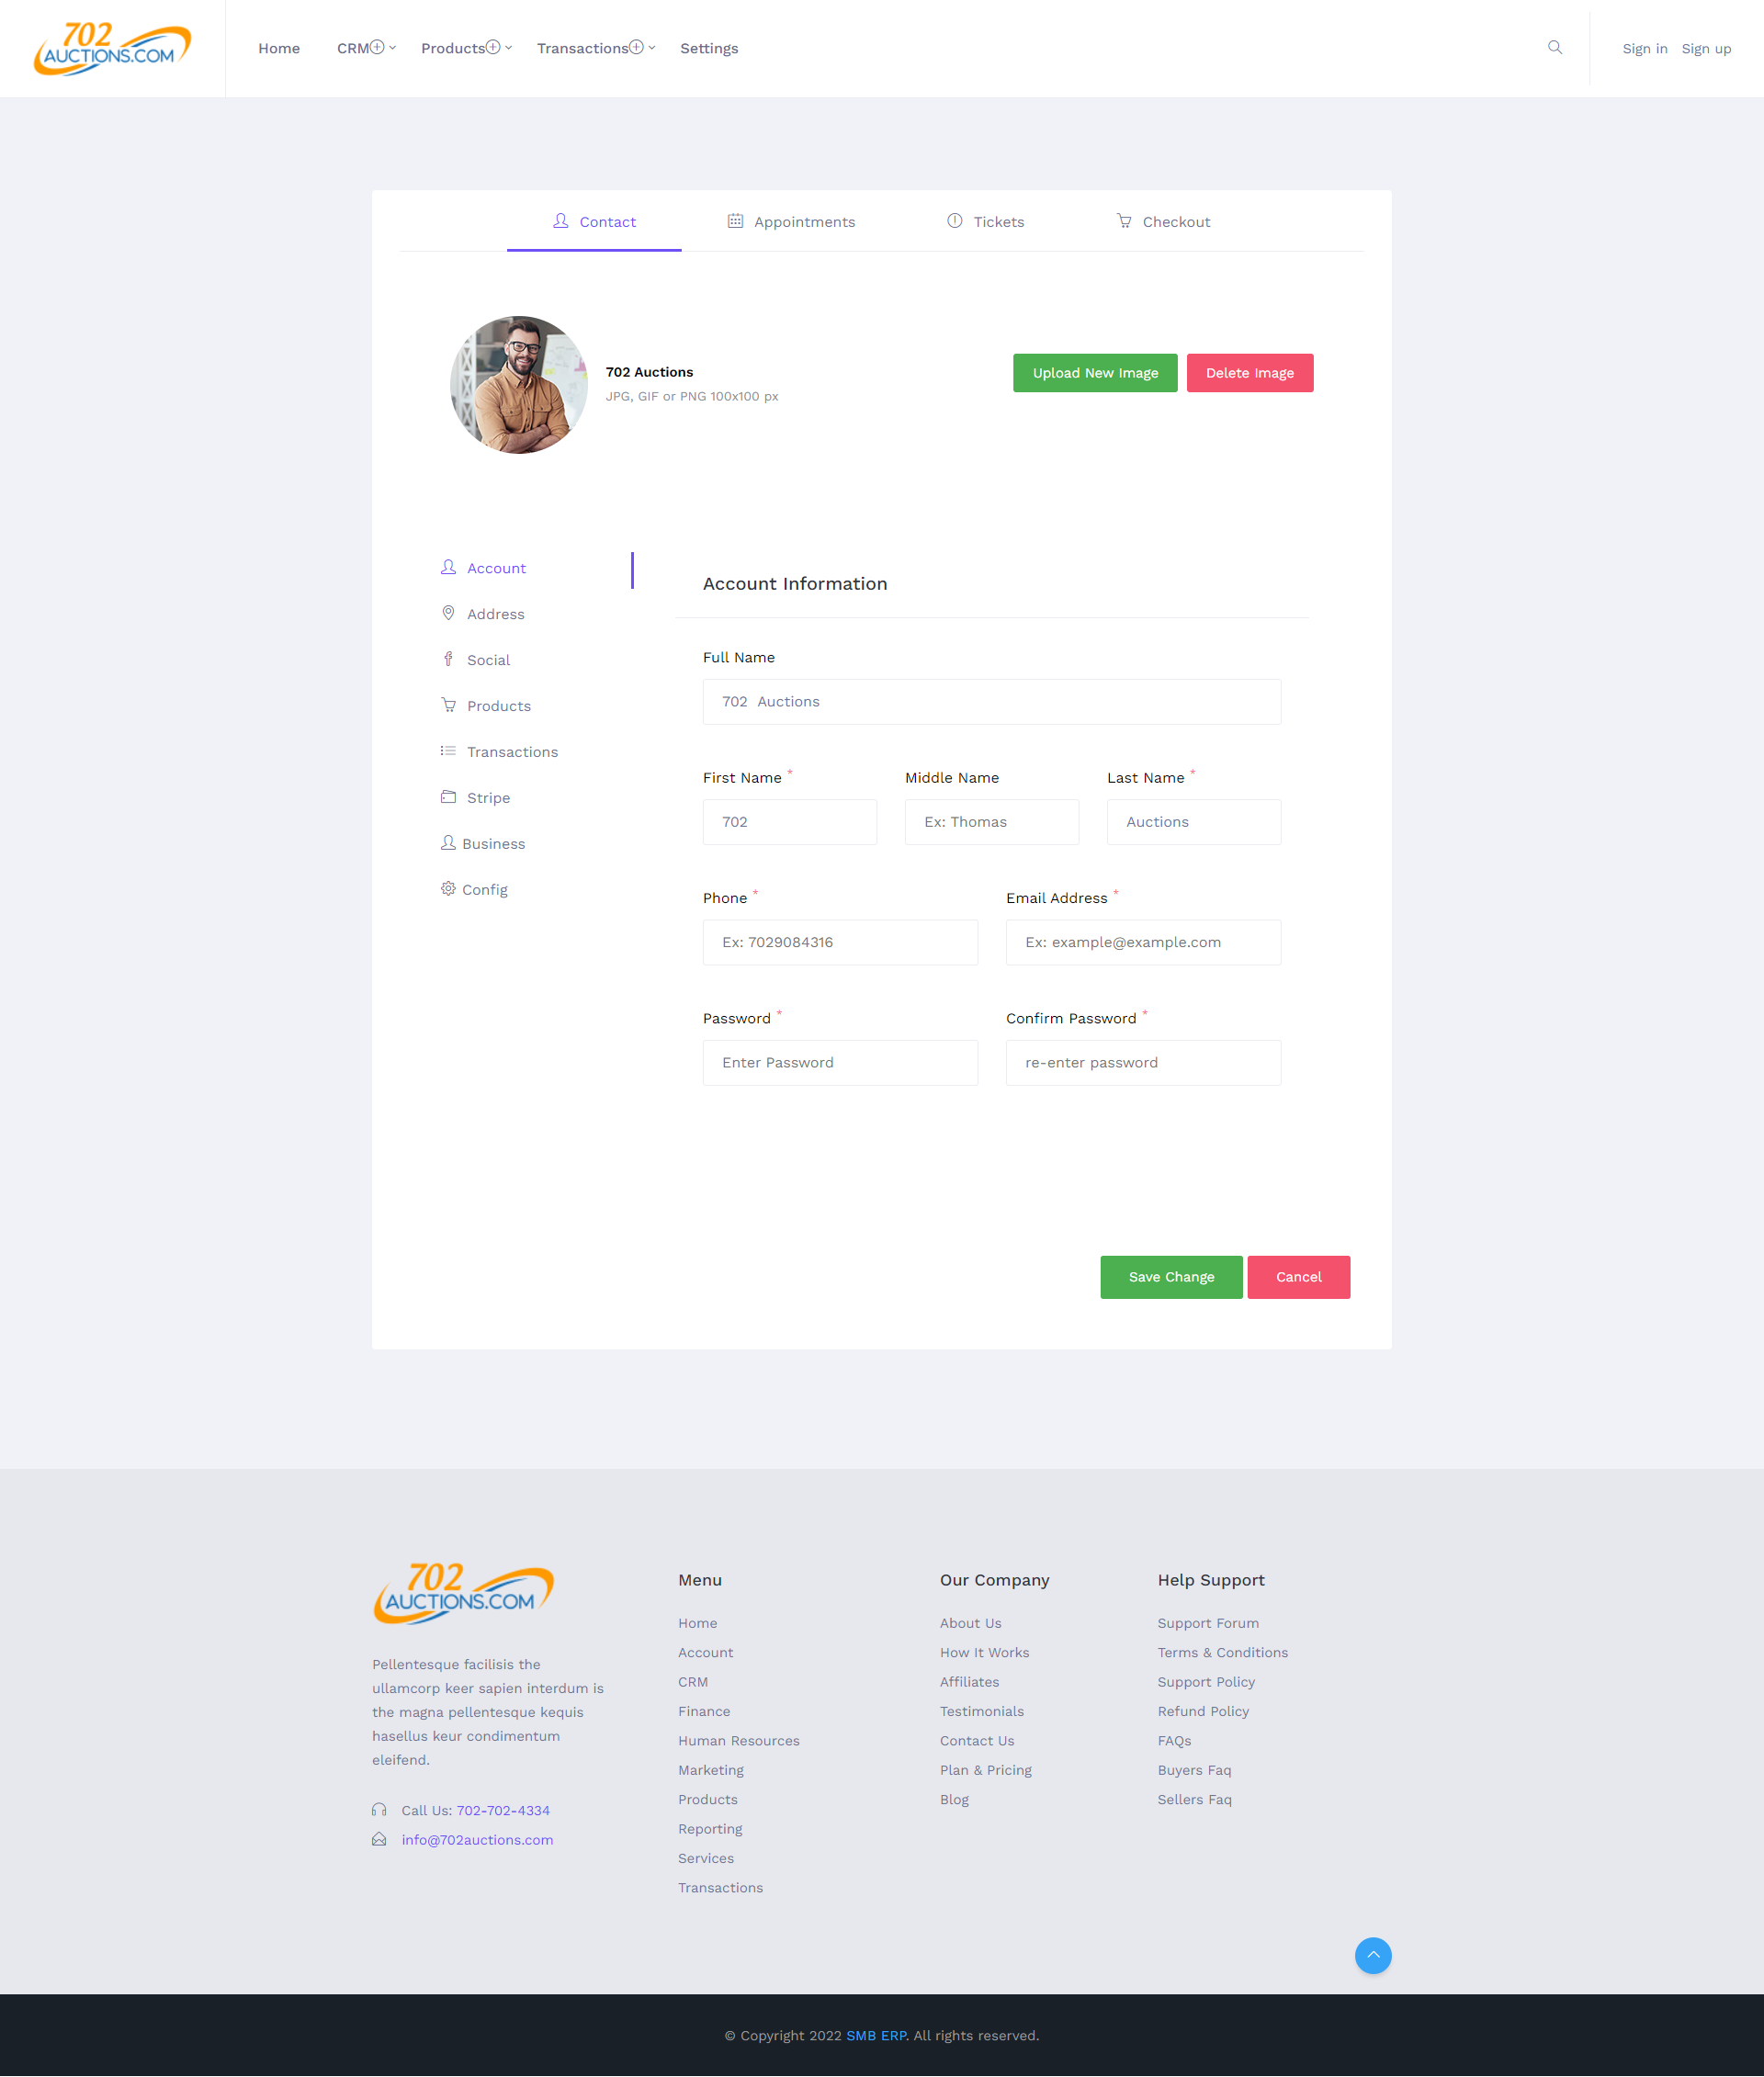 702
AUCTIONS.COM
Home
CRM
Products
Transactions
Settings
Sign in
Sign up
Contact
Appointments
Tickets
Checkout
702 Auctions
JPG, GIF or PNG 100x100 px
Upload New Image
Delete Image
Account
Address
Social
Products
Transactions
Stripe
Business
Config
Account Information
Full Name
702 Auctions
First Name *
Middle Name
Last Name *
702
Ex: Thomas
Auctions
Phone *
Email Address *
Ex: 7029084316
Ex: example@example.com
Password *
Confirm Password *
Enter Password
re-enter password
Save Change
Cancel
702
AUCTIONS.COM
Pellentesque facilisis the
ullamcorp keer sapien interdum is
the magna pellentesque kequis
hasellus keur condimentum
eleifend.
Call Us: 702-702-4334
info@702auctions.com
Menu
Home
Account
CRM
Finance
Human Resources
Marketing
Products
Reporting
Services
Transactions
Our Company
About Us
How It Works
Affiliates
Testimonials
Contact Us
Plan & Pricing
Blog
Help Support
Support Forum
Terms & Conditions
Support Policy
Refund Policy
FAQs
Buyers Faq
Sellers Faq
© Copyright 2022 SMB ERP. All rights reserved.